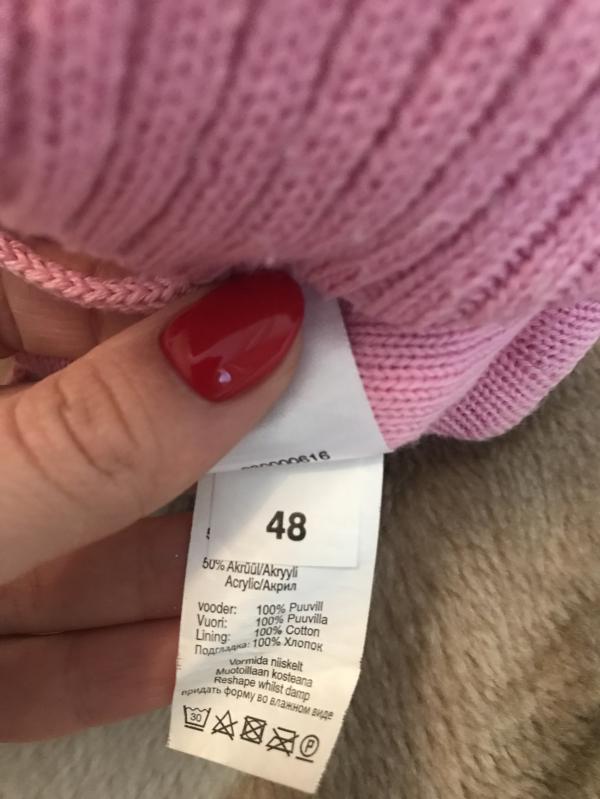 48
50% Akrüül/Akryyli
Acrylic/Акрил
vooder: 100% Puuvill
Vuori: 100% Puuvilla
Lining: 100% Cotton
Подгладка: 100% Хлопок
Vormida niiskelt
Muotoillaan kosteana
Reshape whilst damp
придать форму во влажном виде
30
P